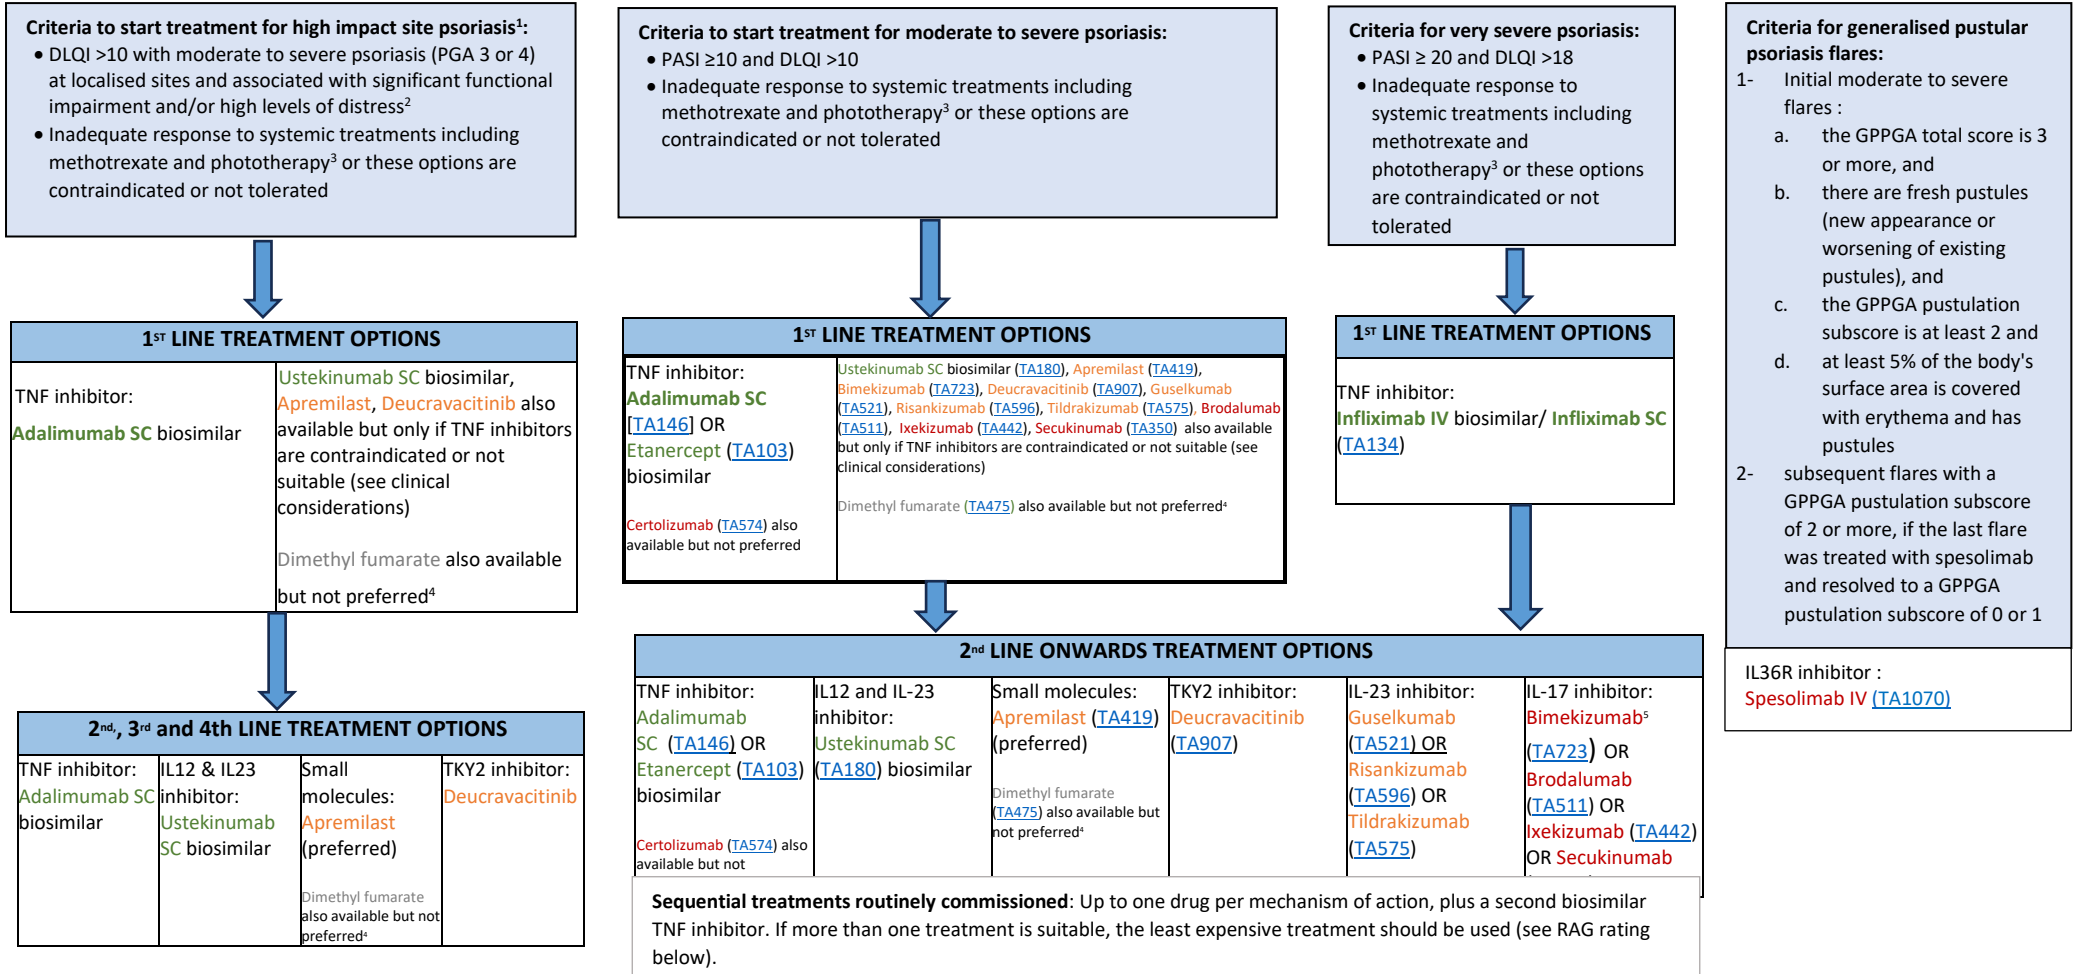 Criteria to start treatment for high impact site psoriasis¹:
• DLQI >10 with moderate to severe psoriasis (PGA 3 or 4)
at localised sites and associated with significant functional
impairment and/or high levels of distress²
• Inadequate response to systemic treatments including
methotrexate and phototherapy³ or these options are
contraindicated or not tolerated
1ST LINE TREATMENT OPTIONS
TNF inhibitor:
Adalimumab SC biosimilar
Ustekinumab SC biosimilar,
Apremilast, Deucravacitinib also
available but only if TNF inhibitors
are contraindicated or not
suitable (see clinical
considerations)
Dimethyl fumarate also available
but not preferred⁴
2nd, 3rd and 4th LINE TREATMENT OPTIONS
TNF inhibitor:
Adalimumab SC
biosimilar
IL12 & IL23
inhibitor:
Ustekinumab
SC biosimilar
Small
molecules:
Apremilast
(preferred)
Dimethyl fumarate
also available but not
preferred⁴
TKY2 inhibitor:
Deucravacitinib
Criteria to start treatment for moderate to severe psoriasis:
• PASI ≥10 and DLQI >10
• Inadequate response to systemic treatments including
methotrexate and phototherapy³ or these options are
contraindicated or not tolerated
1ST LINE TREATMENT OPTIONS
TNF inhibitor:
Adalimumab SC
[TA146] OR
Etanercept (TA103)
biosimilar
Certolizumab (TA574) also
available but not preferred
Ustekinumab SC biosimilar (TA180), Apremilast (TA419),
Bimekizumab (TA723), Deucravacitinib (TA907), Guselkumab
(TA521), Risankizumab (TA596), Tildrakizumab (TA575), Brodalumab
(TA511), Ixekizumab (TA442), Secukinumab (TA350) also available
but only if TNF inhibitors are contraindicated or not suitable (see
clinical considerations)
Dimethyl fumarate (TA475) also available but not preferred⁴
Criteria for very severe psoriasis:
• PASI ≥ 20 and DLQI >18
• Inadequate response to
systemic treatments including
methotrexate and
phototherapy³ or these options
are contraindicated or not
tolerated
1ST LINE TREATMENT OPTIONS
TNF inhibitor:
Infliximab IV biosimilar/ Infliximab SC
(TA134)
2nd LINE ONWARDS TREATMENT OPTIONS
TNF inhibitor:
Adalimumab
SC (TA146) OR
Etanercept (TA103)
biosimilar
Certolizumab (TA574) also
available but not
IL12 and IL-23
inhibitor:
Ustekinumab SC
(TA180) biosimilar
Small molecules:
Apremilast (TA419)
(preferred)
Dimethyl fumarate
(TA475) also available but
not preferred⁴
TKY2 inhibitor:
Deucravacitinib
(TA907)
IL-23 inhibitor:
Guselkumab
(TA521) OR
Risankizumab
(TA596) OR
Tildrakizumab
(TA575)
IL-17 inhibitor:
Bimekizumab⁵
(TA723) OR
Brodalumab
(TA511) OR
Ixekizumab (TA442)
OR Secukinumab
Sequential treatments routinely commissioned: Up to one drug per mechanism of action, plus a second biosimilar
TNF inhibitor. If more than one treatment is suitable, the least expensive treatment should be used (see RAG rating
below).
Criteria for generalised pustular
psoriasis flares:
1- Initial moderate to severe
flares :
a. the GPPGA total score is 3
or more, and
b. there are fresh pustules
(new appearance or
worsening of existing
pustules), and
c. the GPPGA pustulation
subscore is at least 2 and
d. at least 5% of the body's
surface area is covered
with erythema and has
pustules
2- subsequent flares with a
GPPGA pustulation subscore
of 2 or more, if the last flare
was treated with spesolimab
and resolved to a GPPGA
pustulation subscore of 0 or 1
IL36R inhibitor :
Spesolimab IV (TA1070)